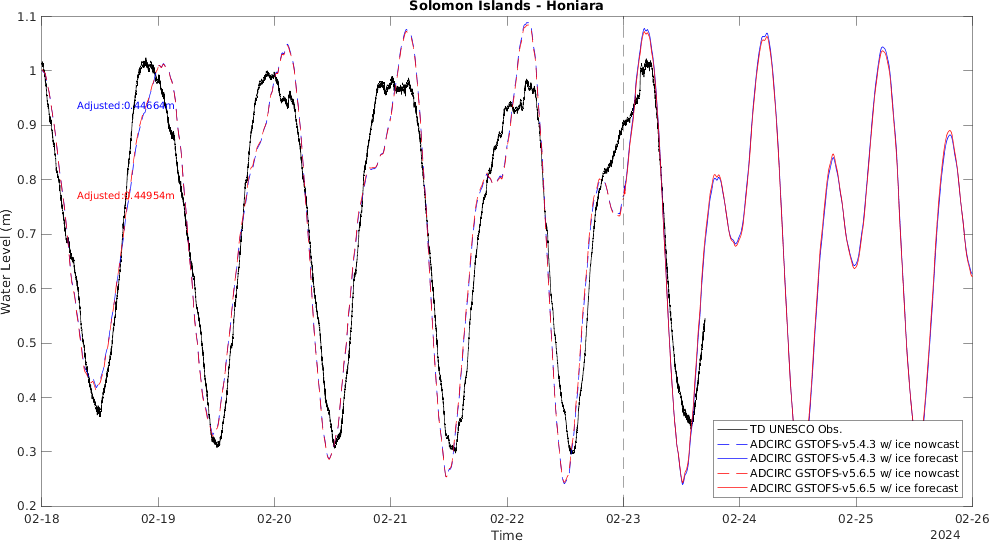 Solomon Islands - Honiara
1.1
1
0.9
0.8
0.7
0.6
0.5
0.4
0.3
0.2
Water Level (m)
Adjusted:0.44664m
Adjusted:0.44954m
TD UNESCO Obs.
ADCIRC GSTOFS-v5.4.3 w/ ice nowcast
ADCIRC GSTOFS-v5.4.3 w/ ice forecast
ADCIRC GSTOFS-v5.6.5 w/ ice nowcast
ADCIRC GSTOFS-v5.6.5 w/ ice forecast
02-18 02-19 02-20 02-21 02-22 02-23 02-24 02-25 02-26
Time
2024